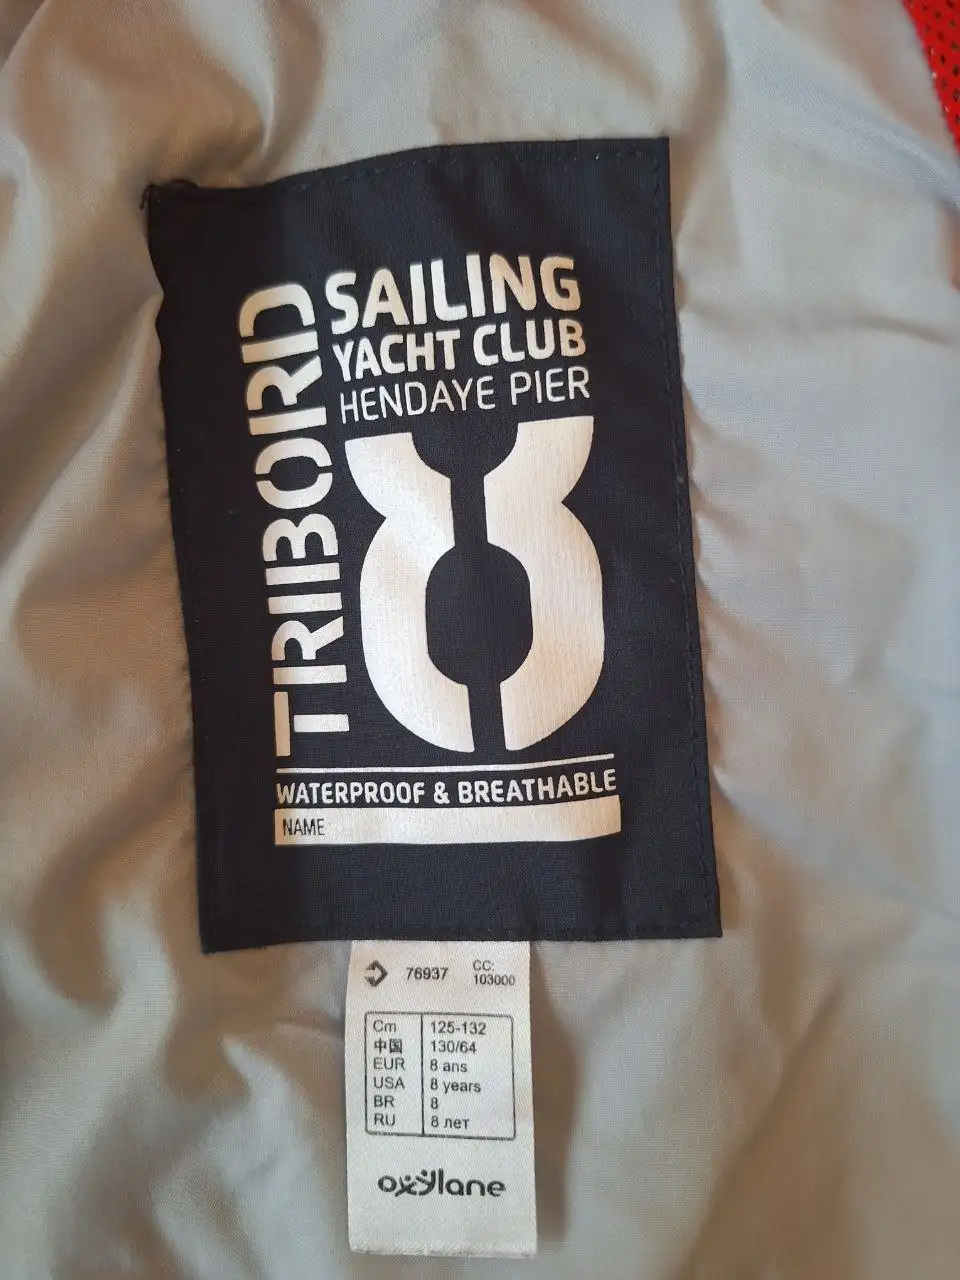 TRIBORD
SAILING
YACHT CLUB
HENDAYE PIER
8
WATERPROOF & BREATHABLE
NAME
76937 CC: 103000
Cm 125-132
中国 130/64
EUR 8 ans
USA 8 years
BR 8
RU 8 лет
oxylane